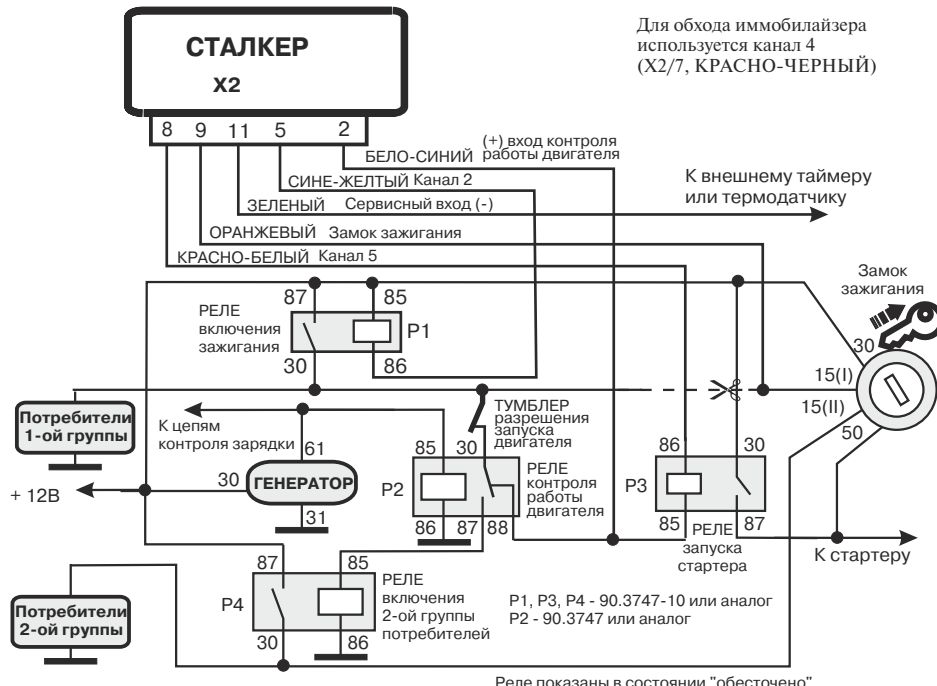 Для обхода иммобилайзера
используется канал 4
(X2/7, КРАСНО-ЧЕРНЫЙ)
СТАЛКЕР
X2
8 9 11 5 2
БЕЛО-СИНИЙ
(+) вход контроля
работы двигателя
СИНЕ-ЖЕЛТЫЙ Канал 2
К внешнему таймеру
или термодатчику
ЗЕЛЕНЫЙ Сервисный вход (-)
ОРАНЖЕВЫЙ Замок зажигания
КРАСНО-БЕЛЫЙ Канал 5
Замок
зажигания
30
15(I)
15(II)
50
87 85
РЕЛЕ
включения
зажигания
P1
30 86
Потребители
1-ой группы
К цепям
контроля зарядки
ТУМБЛЕР
разрешения
запуска
двигателя
61
30
ГЕНЕРАТОР
31
+ 12В
85 30
P2
РЕЛЕ
контроля
работы
двигателя
86 87 88
86 30
P3
85 87
РЕЛЕ
запуска
стартера
К стартеру
87 85
P4
РЕЛЕ
включения
2-ой группы
потребителей
30 86
Потребители
2-ой группы
P1, P3, P4 - 90.3747-10 или аналог
P2 - 90.3747 или аналог
Реле показаны в состоянии "обесточено"